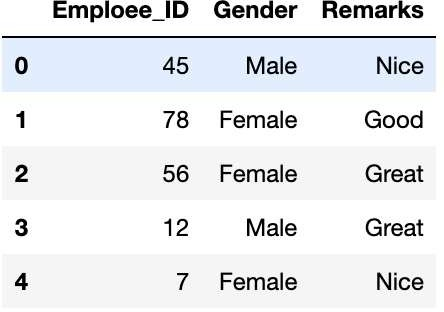 Emploee_ID Gender Remarks
0 45 Male Nice
1 78 Female Good
2 56 Female Great
3 12 Male Great
4 7 Female Nice